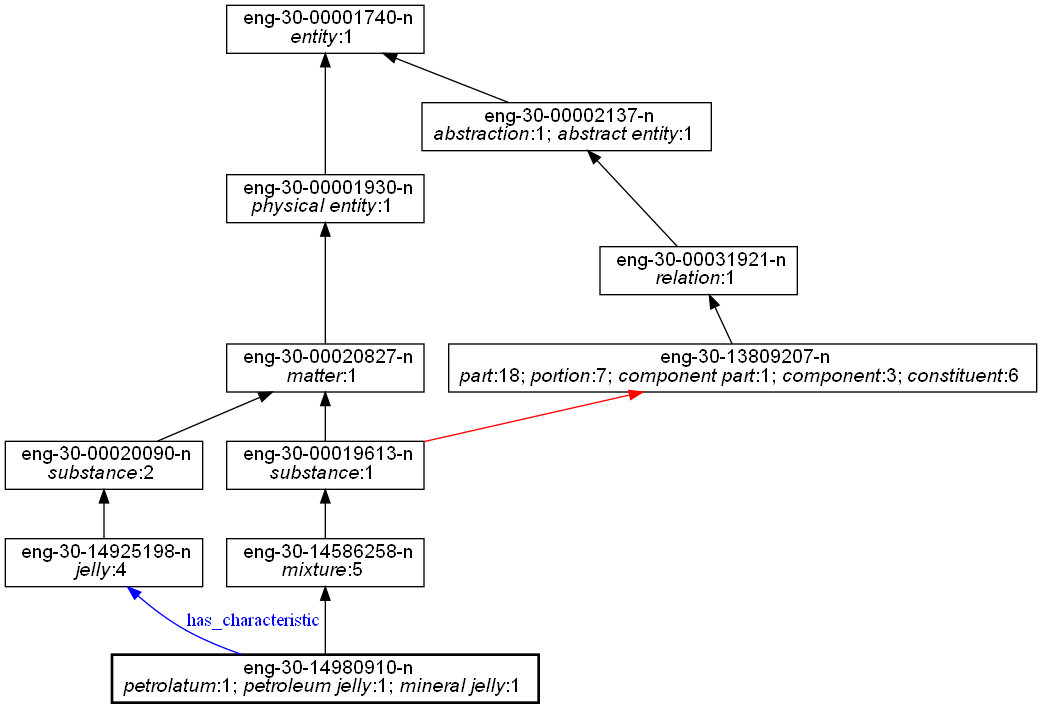 eng-30-00001740-n
entity:1
eng-30-00002137-n
abstraction:1; abstract entity:1
eng-30-00001930-n
physical entity:1
eng-30-00031921-n
relation:1
eng-30-00020827-n
matter:1
eng-30-13809207-n
part:18; portion:7; component part:1; component:3; constituent:6
eng-30-00020090-n
substance:2
eng-30-00019613-n
substance:1
eng-30-14925198-n
jelly:4
eng-30-14586258-n
mixture:5
has_characteristic
eng-30-14980910-n
petrolatum:1; petroleum jelly:1; mineral jelly:1